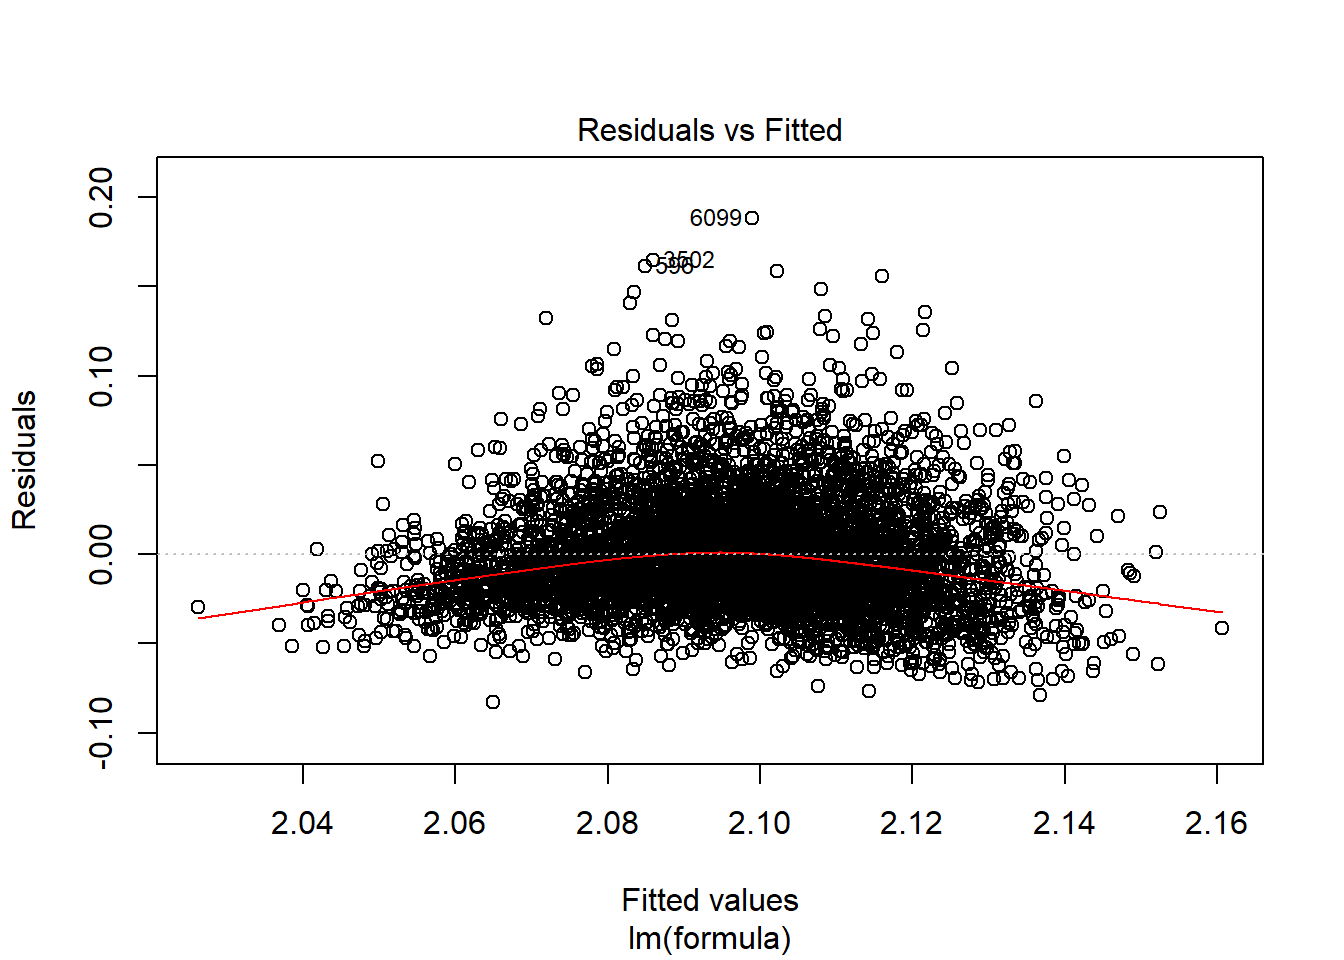 Residuals vs Fitted
Residuals
0.20
0.10
0.00
-0.10
6099
3502
596
2.04 2.06 2.08 2.10 2.12 2.14 2.16
Fitted values
lm(formula)